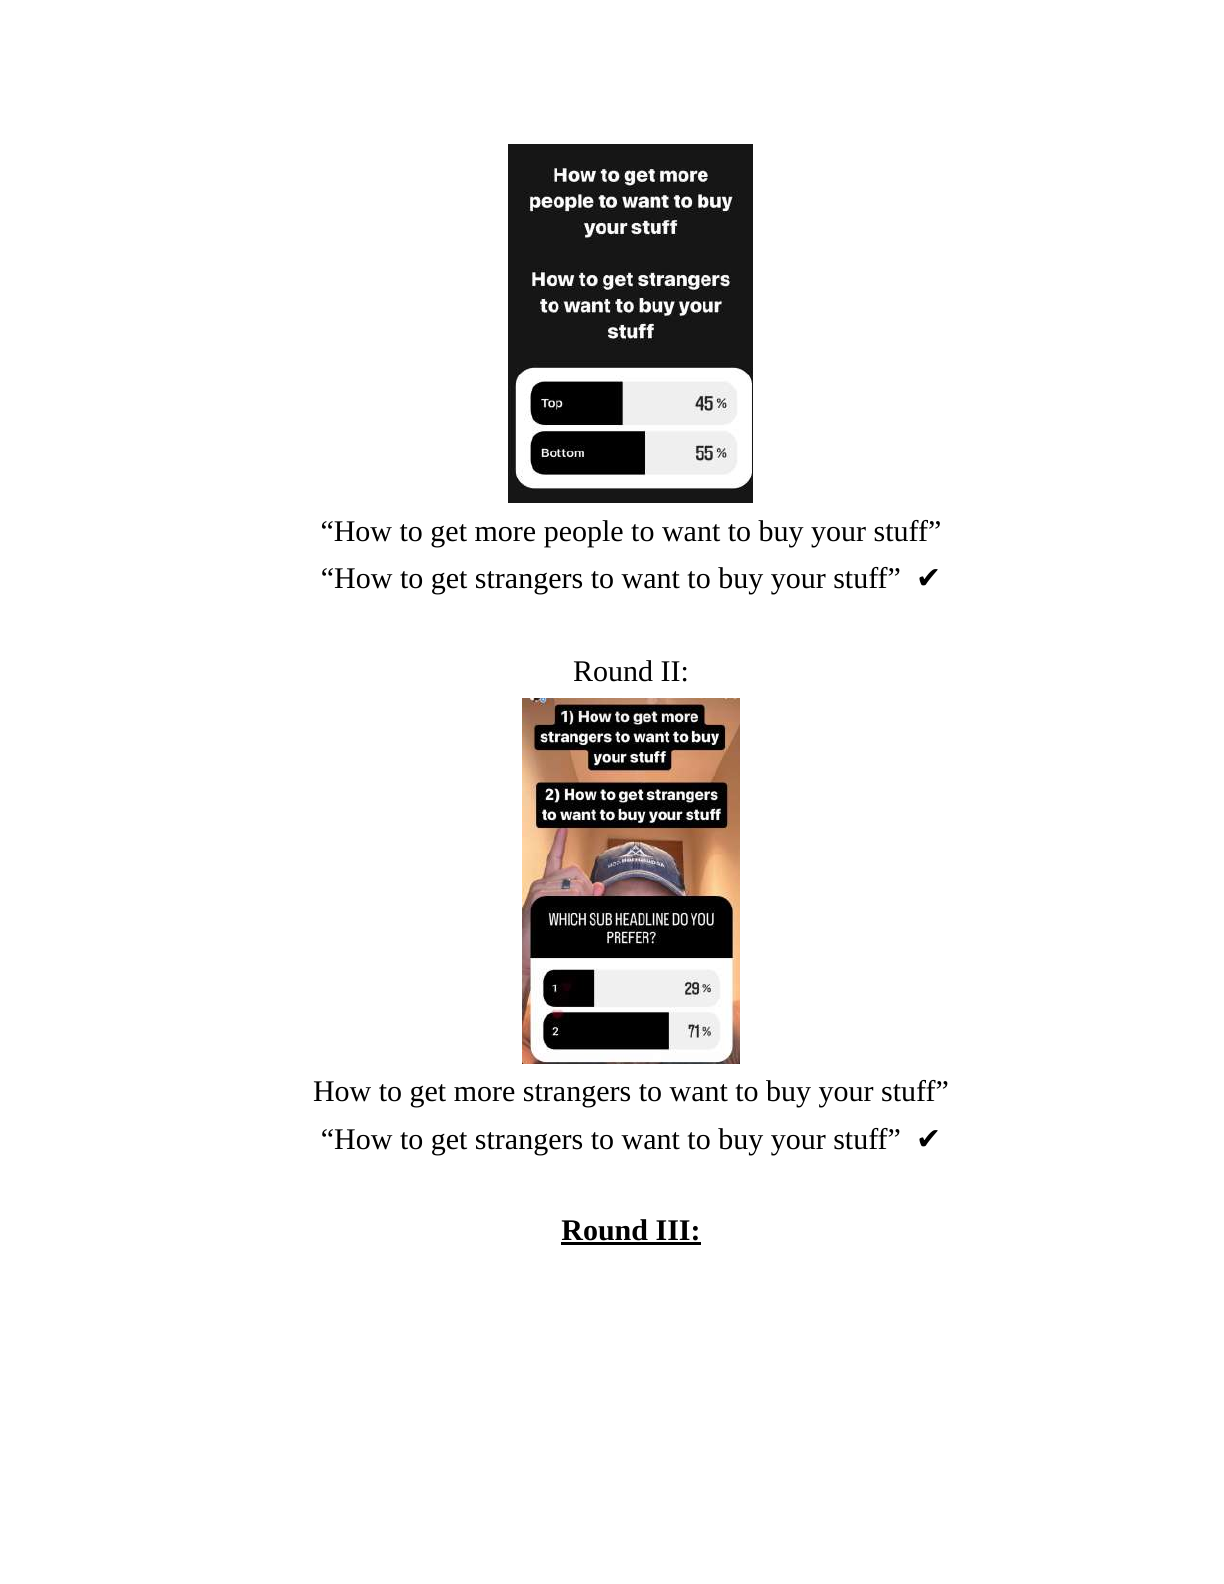 How to get more
people to want to buy
your stuff
How to get strangers
to want to buy your
stuff
Top 45%
Bottom 55%
“How to get more people to want to buy your stuff”
“How to get strangers to want to buy your stuff” ✔
Round II:
1) How to get more
strangers to want to buy
your stuff
2) How to get strangers
to want to buy your stuff
WHICH SUB HEADLINE DO YOU
PREFER?
1 29%
2 71%
How to get more strangers to want to buy your stuff”
“How to get strangers to want to buy your stuff” ✔
Round III: